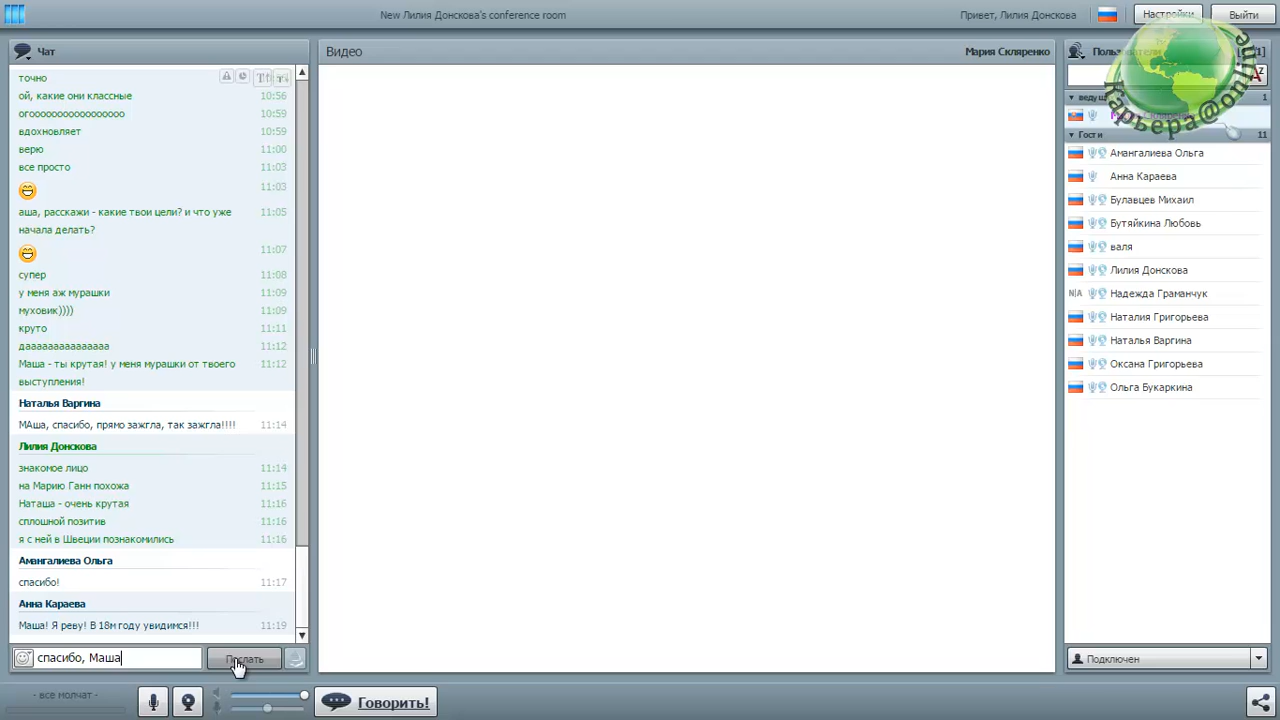 New Лилия Донскова's conference room
Привет, Лилия Донскова
Настройки
Выйти
Чат
точно
ой, какие они классные 10:56
огоооооооооооооооо 10:59
вдохновляет 10:59
верю 11:00
все просто 11:03
11:03
аша, расскажи - какие твои цели? и что уже 11:05
начала делать?
11:07
супер 11:08
у меня аж мурашки 11:09
муховик)))) 11:09
круто 11:11
даааааааааааааааа 11:12
Маша - ты крутая! у меня мурашки от твоего 11:12
выступления!
Наталья Варгина
МАша, спасибо, прямо зажгла, так зажгла!!!! 11:14
Лилия Донскова
знакомое лицо 11:14
на Марию Ганн похожа 11:15
Наташа - очень крутая 11:16
сплошной позитив 11:16
я с ней в Швеции познакомились 11:16
Амангалиева Ольга
спасибо! 11:17
Анна Караева
Маша! Я реву! В 18м году увидимся!!! 11:19
спасибо, Маша
Послать
- все молчат -
Говорить!
Видео
Мария Скляренко
Пользователи
Карьера@online
ведущ 1
Гости 11
Амангалиева Ольга
Анна Караева
Булавцев Михаил
Бутяйкина Любовь
валя
Лилия Донскова
N/A Надежда Граманчук
Наталия Григорьева
Наталья Варгина
Оксана Григорьева
Ольга Букаркина
Подключен